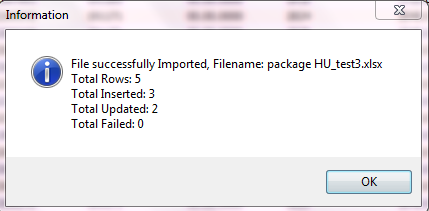 Information
File successfully Imported, Filename: package HU_test3.xlsx
Total Rows: 5
Total Inserted: 3
Total Updated: 2
Total Failed: 0
OK